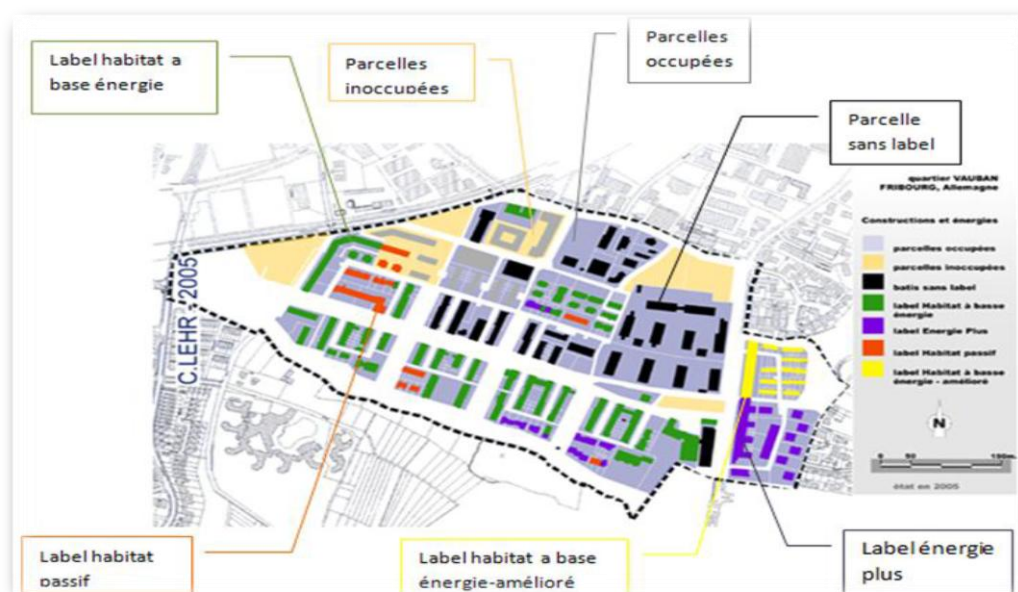 Label habitat a
base énergie
Parcelles
inoccupées
Parcelles
occupées
Parcelle
sans label
quartier VAUBAN
FRIBOURG, Allemagne
Constructions et énergies
parcelles occupées
parcelles inoccupées
batis sans label
label Habitat à basse
énergie
label Energie Plus
label Habitat passif
label Habitat à basse
énergie - amélioré
N
0 50 100m
état en 2005
C.LEHR - 2005
Label habitat
passif
Label habitat a base
énergie-amélioré
Label énergie
plus